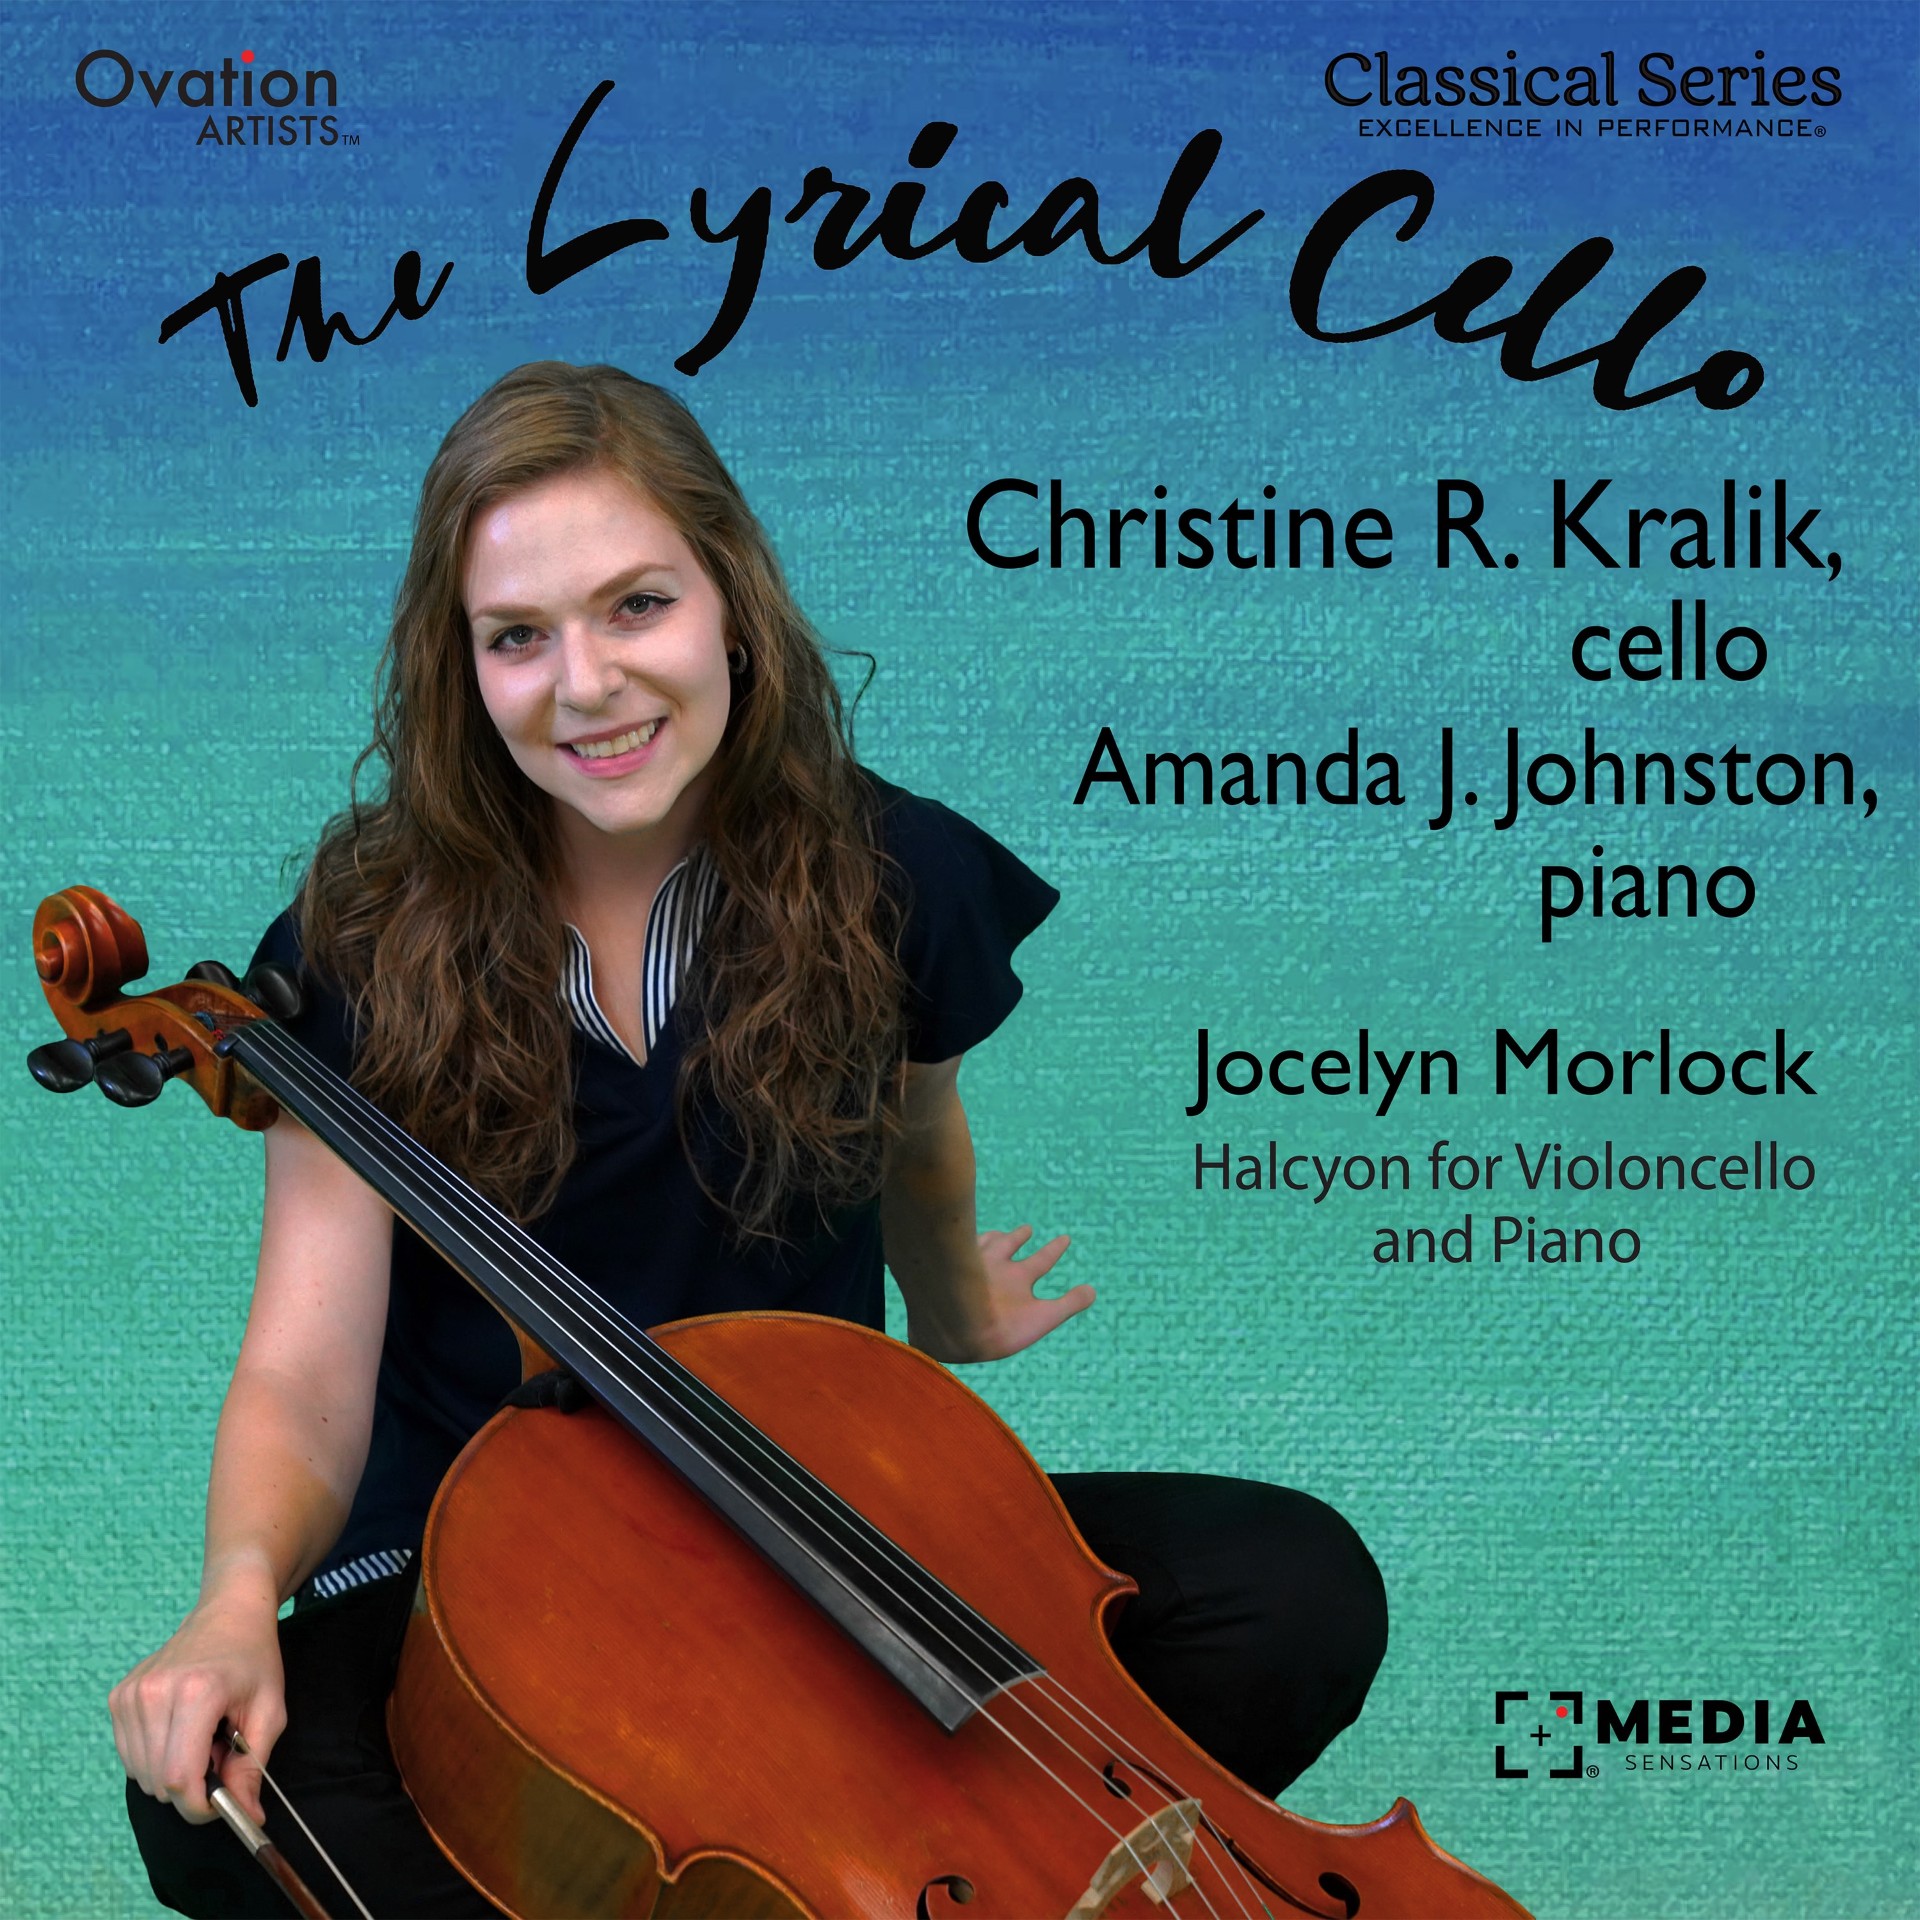 Ovation
ARTISTS™
Classical Series
EXCELLENCE IN PERFORMANCE®
The Lyrical Cello
Christine R. Kralik,
cello
Amanda J. Johnston,
piano
Jocelyn Morlock
Halcyon for Violoncello
and Piano
MEDIA
SENSATIONS
®